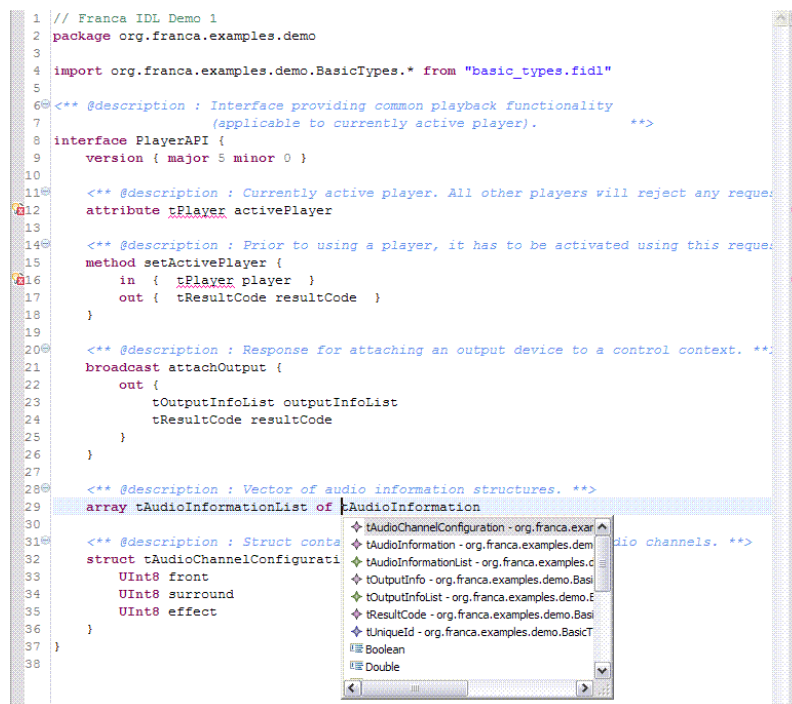 1 // Franca IDL Demo 1
2 package org.franca.examples.demo
3
4 import org.franca.examples.demo.BasicTypes.* from "basic_types.fidl"
5
6 <** @description : Interface providing common playback functionality
7 (applicable to currently active player). **>
8 interface PlayerAPI {
9 version { major 5 minor 0 }
10
11 <** @description : Currently active player. All other players will reject any reque
12 attribute tPlayer activePlayer
13
14 <** @description : Prior to using a player, it has to be activated using this reque
15 method setActivePlayer {
16 in { tPlayer player }
17 out { tResultCode resultCode }
18 }
19
20 <** @description : Response for attaching an output device to a control context. **
21 broadcast attachOutput {
22 out {
23 tOutputInfoList outputInfoList
24 tResultCode resultCode
25 }
26 }
27
28 <** @description : Vector of audio information structures. **>
29 array tAudioInformationList of tAudioInformation
30
31 <** @description : Struct conta dio channels. **>
32 struct tAudioChannelConfigurati
33 UInt8 front
34 UInt8 surround
35 UInt8 effect
36 }
37 }
38
tAudioChannelConfiguration - org.franca.exar
tAudioInformation - org.franca.examples.dem
tAudioInformationList - org.franca.examples.d
tOutputInfo - org.franca.examples.demo.Basi
tOutputInfoList - org.franca.examples.demo.B
tResultCode - org.franca.examples.demo.Basi
tUniqueId - org.franca.examples.demo.BasicT
Boolean
Double